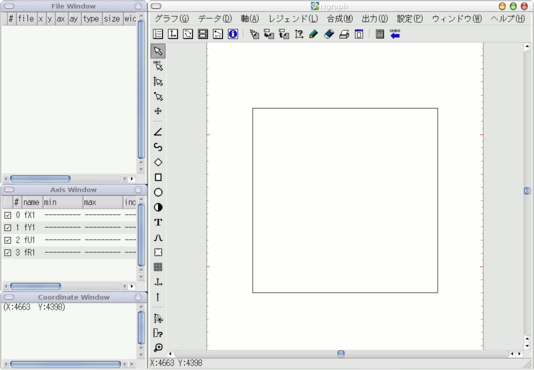 File Window
# file x y ax ay type size wid
Axis Window
# name min max inc
0 fX1 --------- --------- ---
1 fY1 --------- --------- ---
2 fU1 --------- --------- ---
3 fR1 --------- --------- ---
Coordinate Window
(X:4663 Y:4398)
ngraph
グラフ(G) データ(D) 軸(A) レジェンド(L) 合成(M) 出力(O) 設定(P) ウィンドウ(W) ヘルプ(H)
X:4663 Y:4398